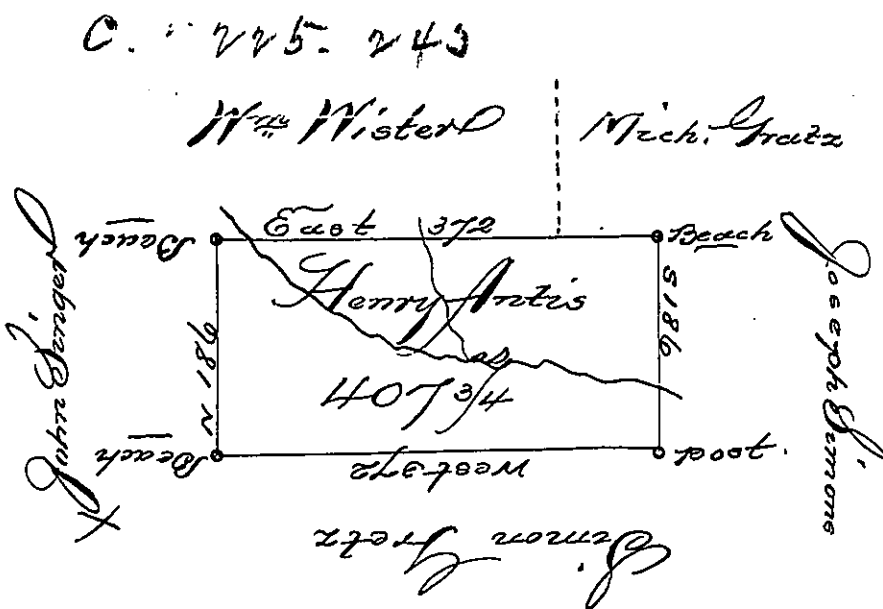 C. " 225. 243
Wm Wister
Mich. Gratz
Beach
East 372
Beach
Henry Antis
407 3/4
N 186
S 186
Beach
West 372
post
John Singer
Joseph Simons
Simon Gratz